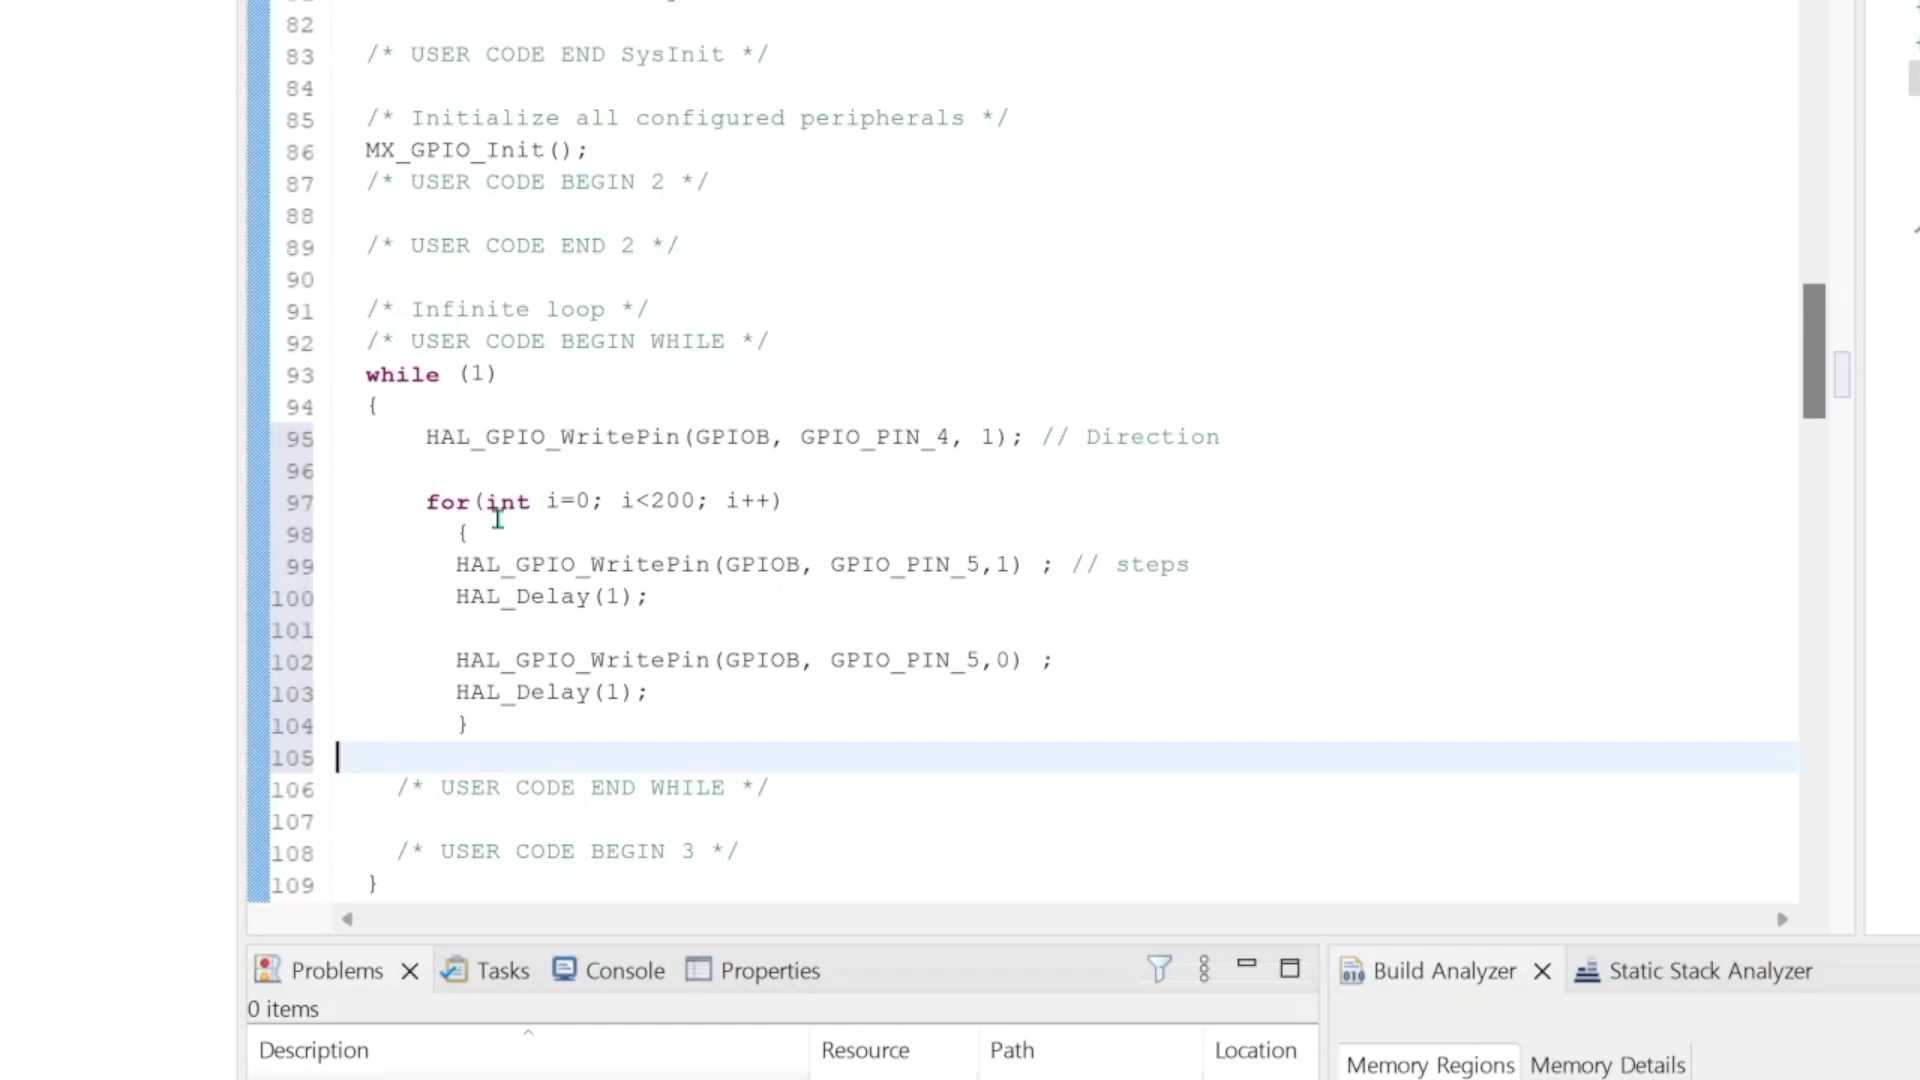 82
83 /* USER CODE END SysInit */
84
85 /* Initialize all configured peripherals */
86 MX_GPIO_Init();
87 /* USER CODE BEGIN 2 */
88
89 /* USER CODE END 2 */
90
91 /* Infinite loop */
92 /* USER CODE BEGIN WHILE */
93 while (1)
94 {
95 HAL_GPIO_WritePin(GPIOB, GPIO_PIN_4, 1); // Direction
96
97 for(int i=0; i<200; i++)
98 {
99 HAL_GPIO_WritePin(GPIOB, GPIO_PIN_5,1) ; // steps
100 HAL_Delay(1);
101
102 HAL_GPIO_WritePin(GPIOB, GPIO_PIN_5,0) ;
103 HAL_Delay(1);
104 }
105
106 /* USER CODE END WHILE */
107
108 /* USER CODE BEGIN 3 */
109 }
Problems Tasks Console Properties
0 items
Description Resource Path Location
Build Analyzer Static Stack Analyzer
Memory Regions Memory Details